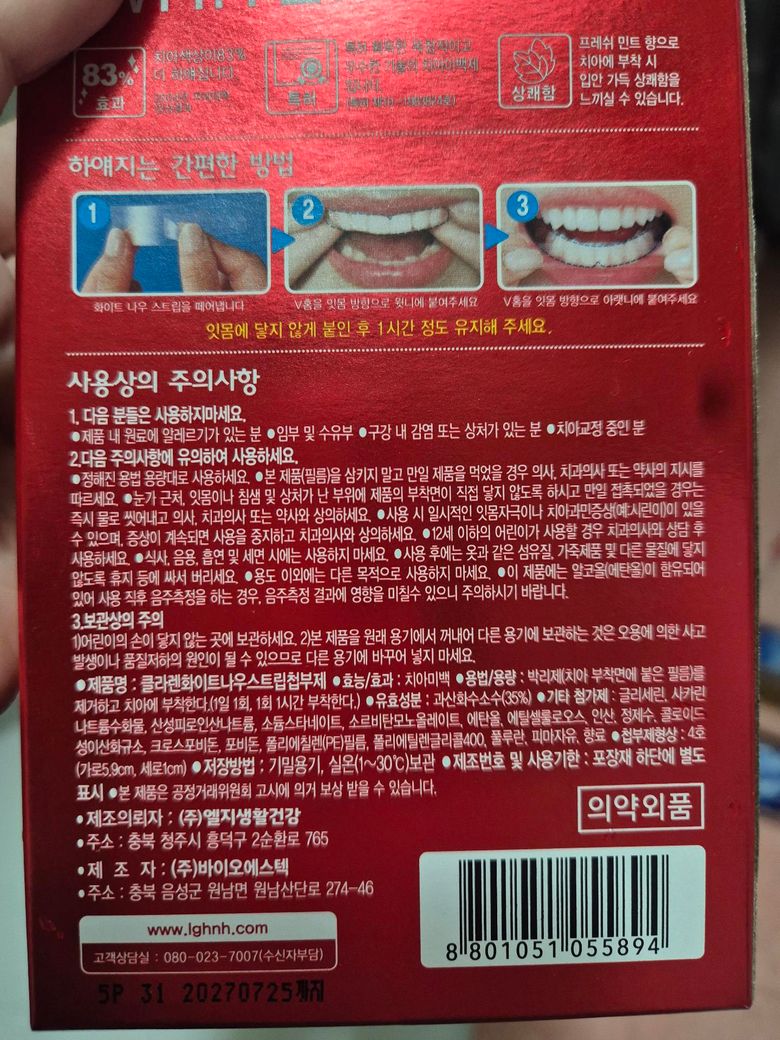 83%
효과
치아색상이 83%
더 하얘집니다.
특허
상쾌함
프레쉬 민트 향으로
치아에 부착 시
입안 가득 상쾌함을
느끼실 수 있습니다.
하얘지는 간편한 방법
1
2
3
화이트 나우 스트립을 떼어냅니다
V홈을 잇몸 방향으로 윗니에 붙여주세요
V홈을 잇몸 방향으로 아랫니에 붙여주세요
잇몸에 닿지 않게 붙인 후 1시간 정도 유지해 주세요.
사용상의 주의사항
1. 다음 분들은 사용하지마세요.
●제품 내 원료에 알레르기가 있는 분 ●임부 및 수유부 ●구강 내 감염 또는 상처가 있는 분 ●치아교정 중인 분
2.다음 주의사항에 유의하여 사용하세요.
●정해진 용법 용량대로 사용하세요. ●본 제품(필름)을 삼키지 말고 만일 제품을 먹었을 경우 의사, 치과의사 또는 약사의 지시를
따르세요. ●눈가 근처, 잇몸이나 침샘 및 상처가 난 부위에 제품의 부착면이 직접 닿지 않도록 하시고 만일 접촉되었을 경우는
즉시 물로 씻어내고 의사, 치과의사 또는 약사와 상의하세요. ●사용 시 일시적인 잇몸자극이나 치아과민증생(예:시린이)이 있을
수 있으며, 증상이 계속되면 사용을 중지하고 치과의사와 상의하세요. ●12세 이하의 어린이가 사용할 경우 치과의사와 상담 후
사용하세요. ●식사, 음용, 흡연 및 세면 시에는 사용하지 마세요. ●사용 후에는 옷과 같은 섬유질, 가죽제품 및 다른 물질에 닿지
않도록 휴지 등에 싸서 버리세요. ●용도 이외에는 다른 목적으로 사용하지 마세요. ●이 제품에는 알코올(에탄올)이 함유되어
있어 사용 직후 음주측정을 하는 경우, 음주측정 결과에 영향을 미칠수 있으니 주의하시기 바랍니다.
3.보관상의 주의
1)어린이의 손이 닿지 않는 곳에 보관하세요. 2)본 제품을 원래 용기에서 꺼내어 다른 용기에 보관하는 것은 오용에 의한 사고
발생이나 품질저하의 원인이 될 수 있으므로 다른 용기에 바꾸어 넣지 마세요.
●제품명 : 클라렌화이트나우스트립첩부제 ●효능/효과 : 치아미백 ●용법/용량 : 박리제(치아 부착면에 붙은 필름)를
제거하고 치아에 부착한다.(1일 1회, 1회 1시간 부착한다.) ●유효성분 : 과산화수소수(35%) ●기타 첨가제 : 글리세린, 사카린
나트륨수화물, 산성피로인산나트륨, 소듐스타네이트, 소르비탄모노올레이트, 에탄올, 에틸셀룰로오스, 인산, 정제수, 콜로이드
성이산화규소, 크로스포비돈, 포비돈, 폴리에칠렌(PE)필름, 폴리에틸렌글리콜400, 풀루란, 피마자유, 향료 ●첩부제형상 : 4호
(가로5.9cm, 세로1cm) ●저장방법 : 기밀용기, 실온(1~30℃)보관 ●제조번호 및 사용기한 : 포장재 하단에 별도
표시 ●본 제품은 공정거래위원회 고시에 의거 보상 받을 수 있습니다.
의약외품
•제조의뢰자 : (주)엘지생활건강
•주소 : 충북 청주시 흥덕구 2순환로 765
•제 조 자 : (주)바이오에스텍
•주소 : 충북 음성군 원남면 원남산단로 274-46
www.lghnh.com
고객상담실 : 080-023-7007(수신자부담)
8 801051 055894
5P 31 20270725까지